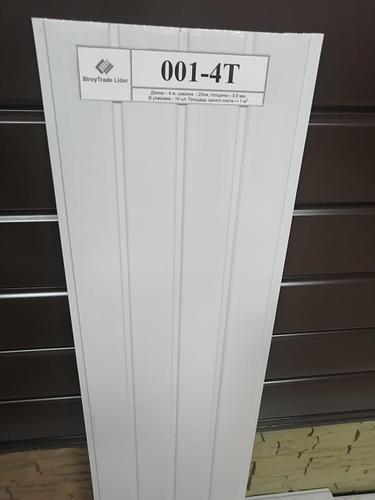 StroyTrade Lider
001-4T
Длина – 4 м, ширина - 25см, толщина – 0,8 мм.
В упаковке - 16 шт. Площадь одного листа — 1 м²